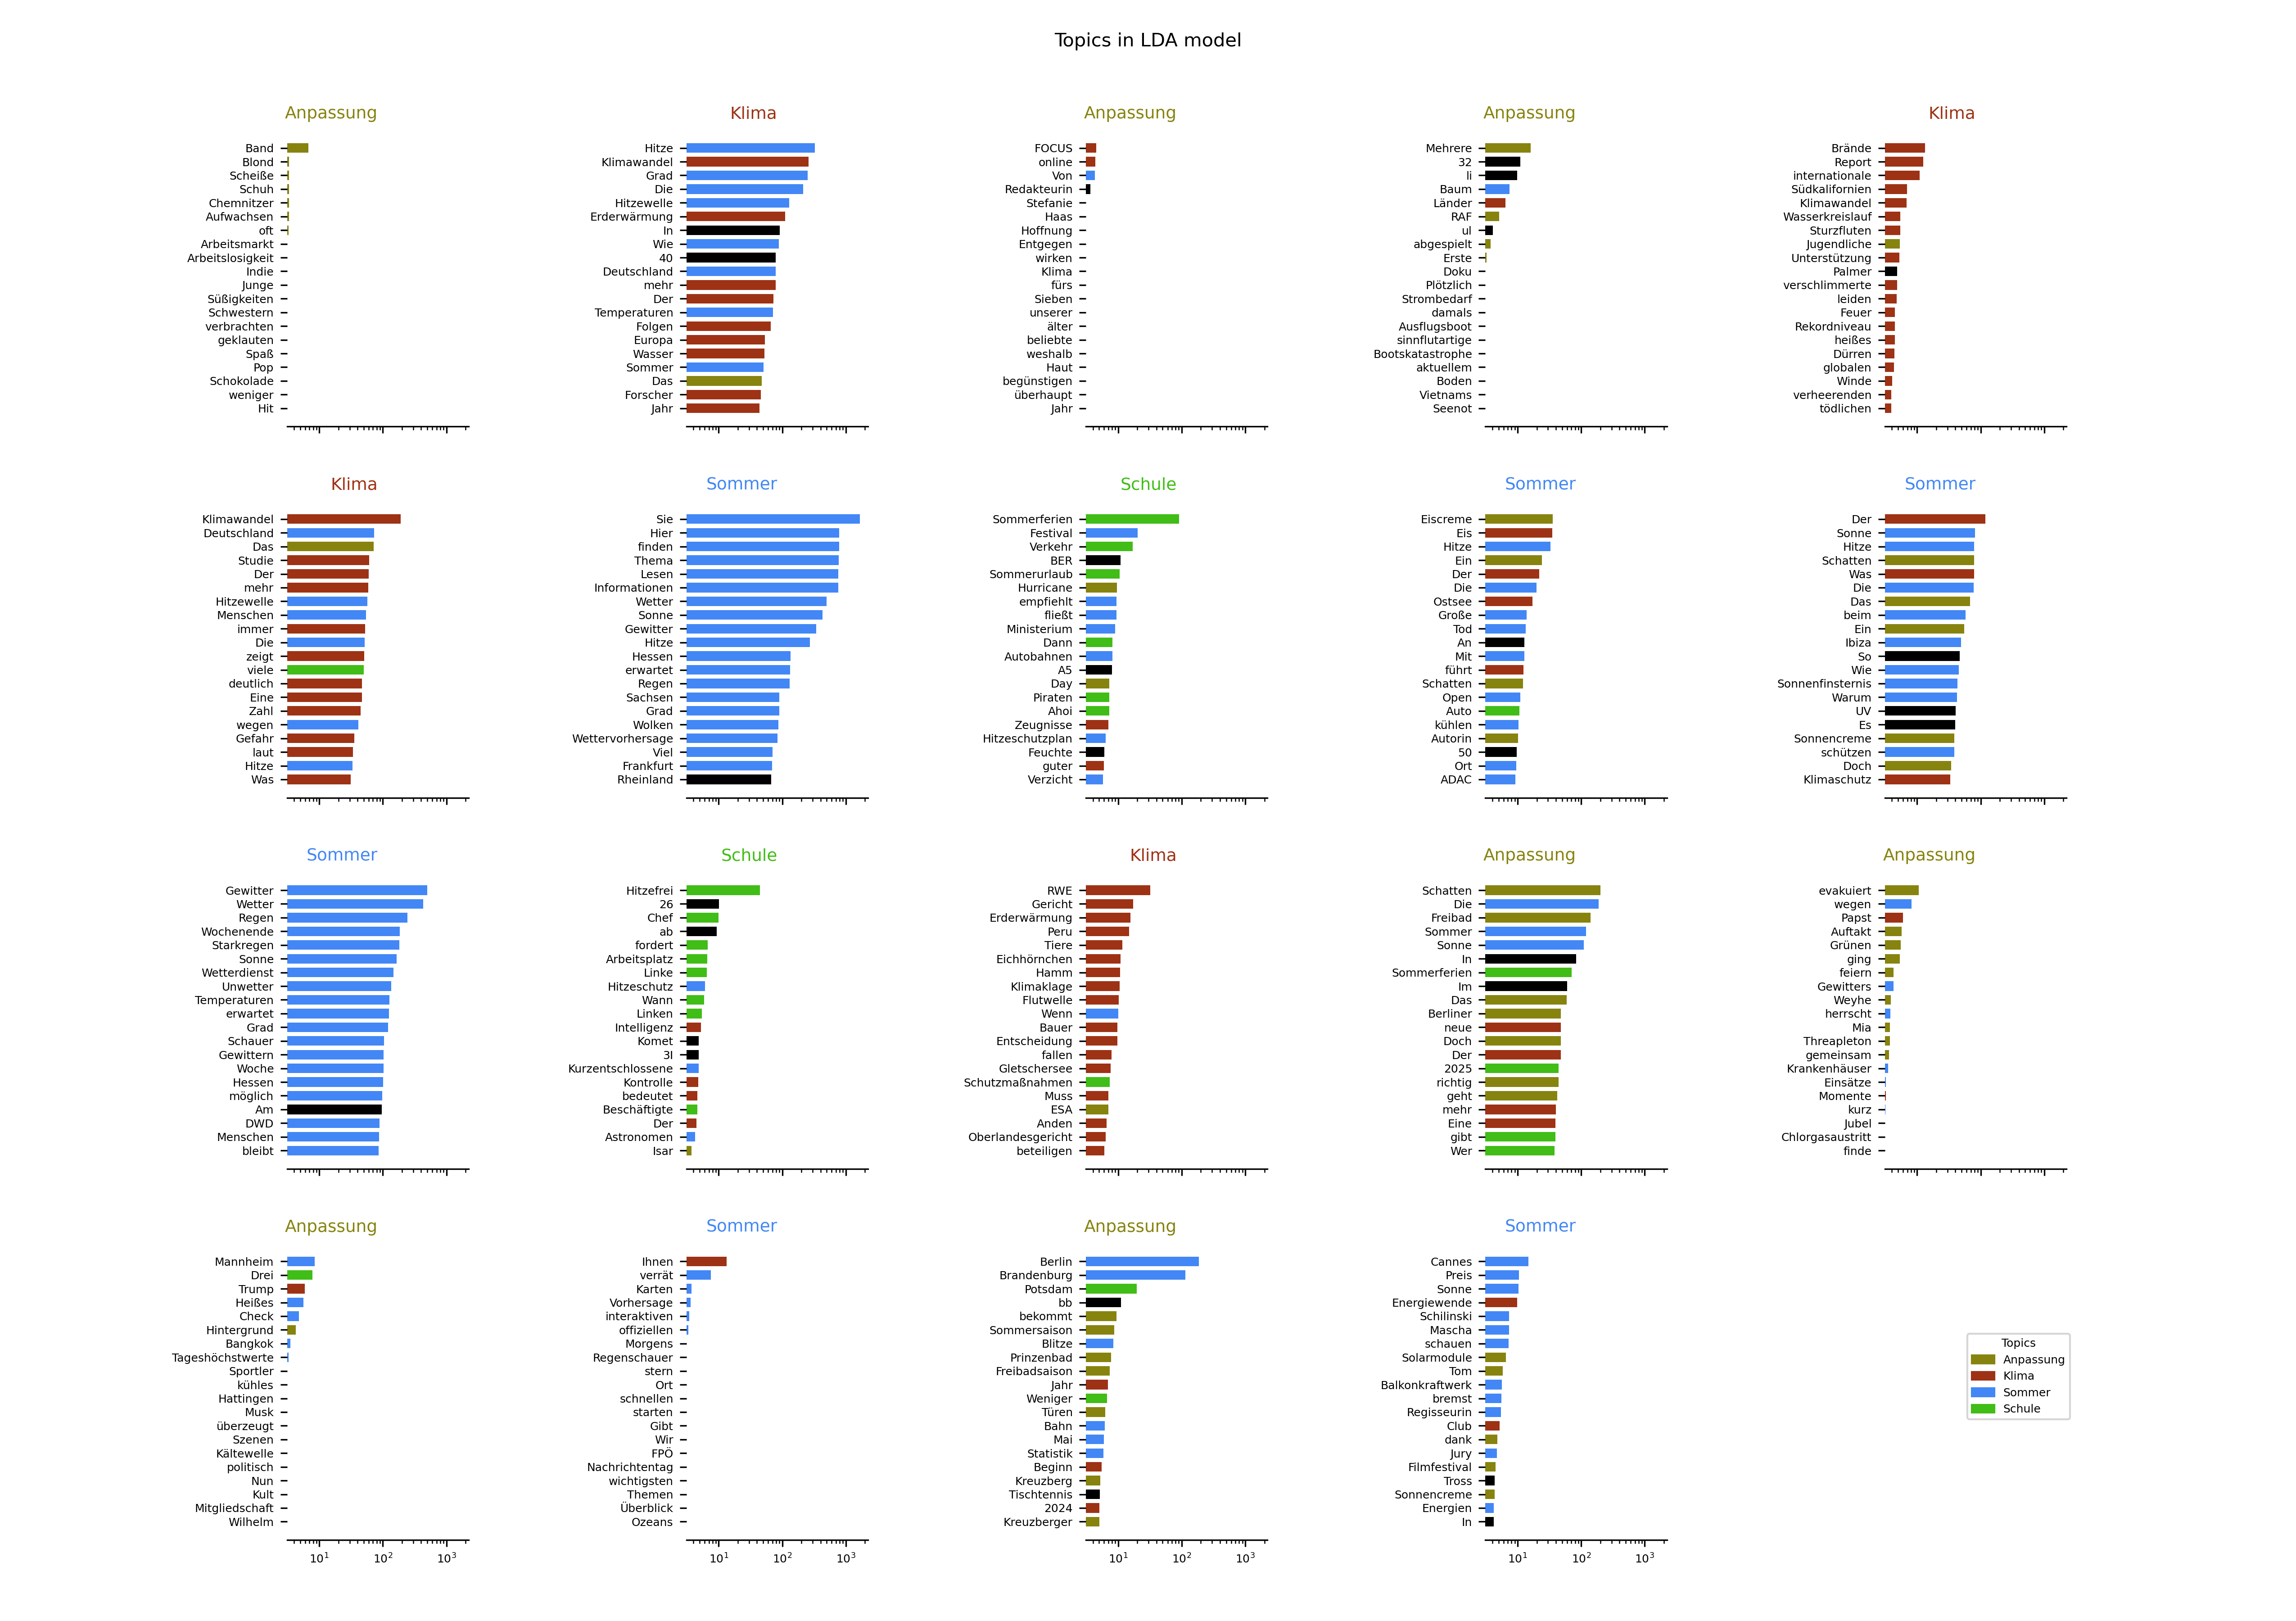 Topics in LDA model
Anpassung
Band
Blond
Scheiße
Schuh
Chemnitzer
Aufwachsen
oft
Arbeitsmarkt
Arbeitslosigkeit
Indie
Junge
Süßigkeiten
Schwestern
verbrachten
geklauten
Spaß
Pop
Schokolade
weniger
Hit
Klima
Hitze
Klimawandel
Grad
Die
Hitzewelle
Erderwärmung
In
Wie
40
Deutschland
mehr
Der
Temperaturen
Folgen
Europa
Wasser
Sommer
Das
Forscher
Jahr
Anpassung
FOCUS
online
Von
Redakteurin
Stefanie
Haas
Hoffnung
Entgegen
wirken
Klima
fürs
Sieben
unserer
älter
beliebte
weshalb
Haut
begünstigen
überhaupt
Jahr
Anpassung
Mehrere
32
li
Baum
Länder
RAF
ul
abgespielt
Erste
Doku
Plötzlich
Strombedarf
damals
Ausflugsboot
sinnflutartige
Bootskatastrophe
aktuellem
Boden
Vietnams
Seenot
Klima
Brände
Report
internationale
Südkalifornien
Klimawandel
Wasserkreislauf
Sturzfluten
Jugendliche
Unterstützung
Palmer
verschlimmerte
leiden
Feuer
Rekordniveau
heißes
Dürren
globalen
Winde
verheerenden
tödlichen
Klima
Klimawandel
Deutschland
Das
Studie
Der
mehr
Hitzewelle
Menschen
immer
Die
zeigt
viele
deutlich
Eine
Zahl
wegen
Gefahr
laut
Hitze
Was
Sommer
Sie
Hier
finden
Thema
Lesen
Informationen
Wetter
Sonne
Gewitter
Hitze
Hessen
erwartet
Regen
Sachsen
Grad
Wolken
Wettervorhersage
Viel
Frankfurt
Rheinland
Schule
Sommerferien
Festival
Verkehr
BER
Sommerurlaub
Hurricane
empfiehlt
fließt
Ministerium
Dann
Autobahnen
A5
Day
Piraten
Ahoi
Zeugnisse
Hitzeschutzplan
Feuchte
guter
Verzicht
Sommer
Eiscreme
Eis
Hitze
Ein
Der
Die
Ostsee
Große
Tod
An
Mit
führt
Schatten
Open
Auto
kühlen
Autorin
50
Ort
ADAC
Sommer
Der
Sonne
Hitze
Schatten
Was
Die
Das
beim
Ein
Ibiza
So
Wie
Sonnenfinsternis
Warum
UV
Es
Sonnencreme
schützen
Doch
Klimaschutz
Sommer
Gewitter
Wetter
Regen
Wochenende
Starkregen
Sonne
Wetterdienst
Unwetter
Temperaturen
erwartet
Grad
Schauer
Gewittern
Woche
Hessen
möglich
Am
DWD
Menschen
bleibt
Schule
Hitzefrei
26
Chef
ab
fordert
Arbeitsplatz
Linke
Hitzeschutz
Wann
Linken
Intelligenz
Komet
3I
Kurzentschlossene
Kontrolle
bedeutet
Beschäftigte
Der
Astronomen
Isar
Klima
RWE
Gericht
Erderwärmung
Peru
Tiere
Eichhörnchen
Hamm
Klimaklage
Flutwelle
Wenn
Bauer
Entscheidung
fallen
Gletschersee
Schutzmaßnahmen
Muss
ESA
Anden
Oberlandesgericht
beteiligen
Anpassung
Schatten
Die
Freibad
Sommer
Sonne
In
Sommerferien
Im
Das
Berliner
neue
Doch
Der
2025
richtig
geht
mehr
Eine
gibt
Wer
Anpassung
evakuiert
wegen
Papst
Auftakt
Grünen
ging
feiern
Gewitters
Weyhe
herrscht
Mia
Threapleton
gemeinsam
Krankenhäuser
Einsätze
Momente
kurz
Jubel
Chlorgasaustritt
finde
Anpassung
Mannheim
Drei
Trump
Heißes
Check
Hintergrund
Bangkok
Tageshöchstwerte
Sportler
kühles
Hattingen
Musk
überzeugt
Szenen
Kältewelle
politisch
Nun
Kult
Mitgliedschaft
Wilhelm
10¹ 10² 10³
Sommer
Ihnen
verrät
Karten
Vorhersage
interaktiven
offiziellen
Morgens
Regenschauer
stern
Ort
schnellen
starten
Gibt
Wir
FPÖ
Nachrichtentag
wichtigsten
Themen
Überblick
Ozeans
10¹ 10² 10³
Anpassung
Berlin
Brandenburg
Potsdam
bb
bekommt
Sommersaison
Blitze
Prinzenbad
Freibadsaison
Jahr
Weniger
Türen
Bahn
Mai
Statistik
Beginn
Kreuzberg
Tischtennis
2024
Kreuzberger
10¹ 10² 10³
Sommer
Cannes
Preis
Sonne
Energiewende
Schilinski
Mascha
schauen
Solarmodule
Tom
Balkonkraftwerk
bremst
Regisseurin
Club
dank
Jury
Filmfestival
Tross
Sonnencreme
Energien
In
10¹ 10² 10³
Topics
Anpassung
Klima
Sommer
Schule